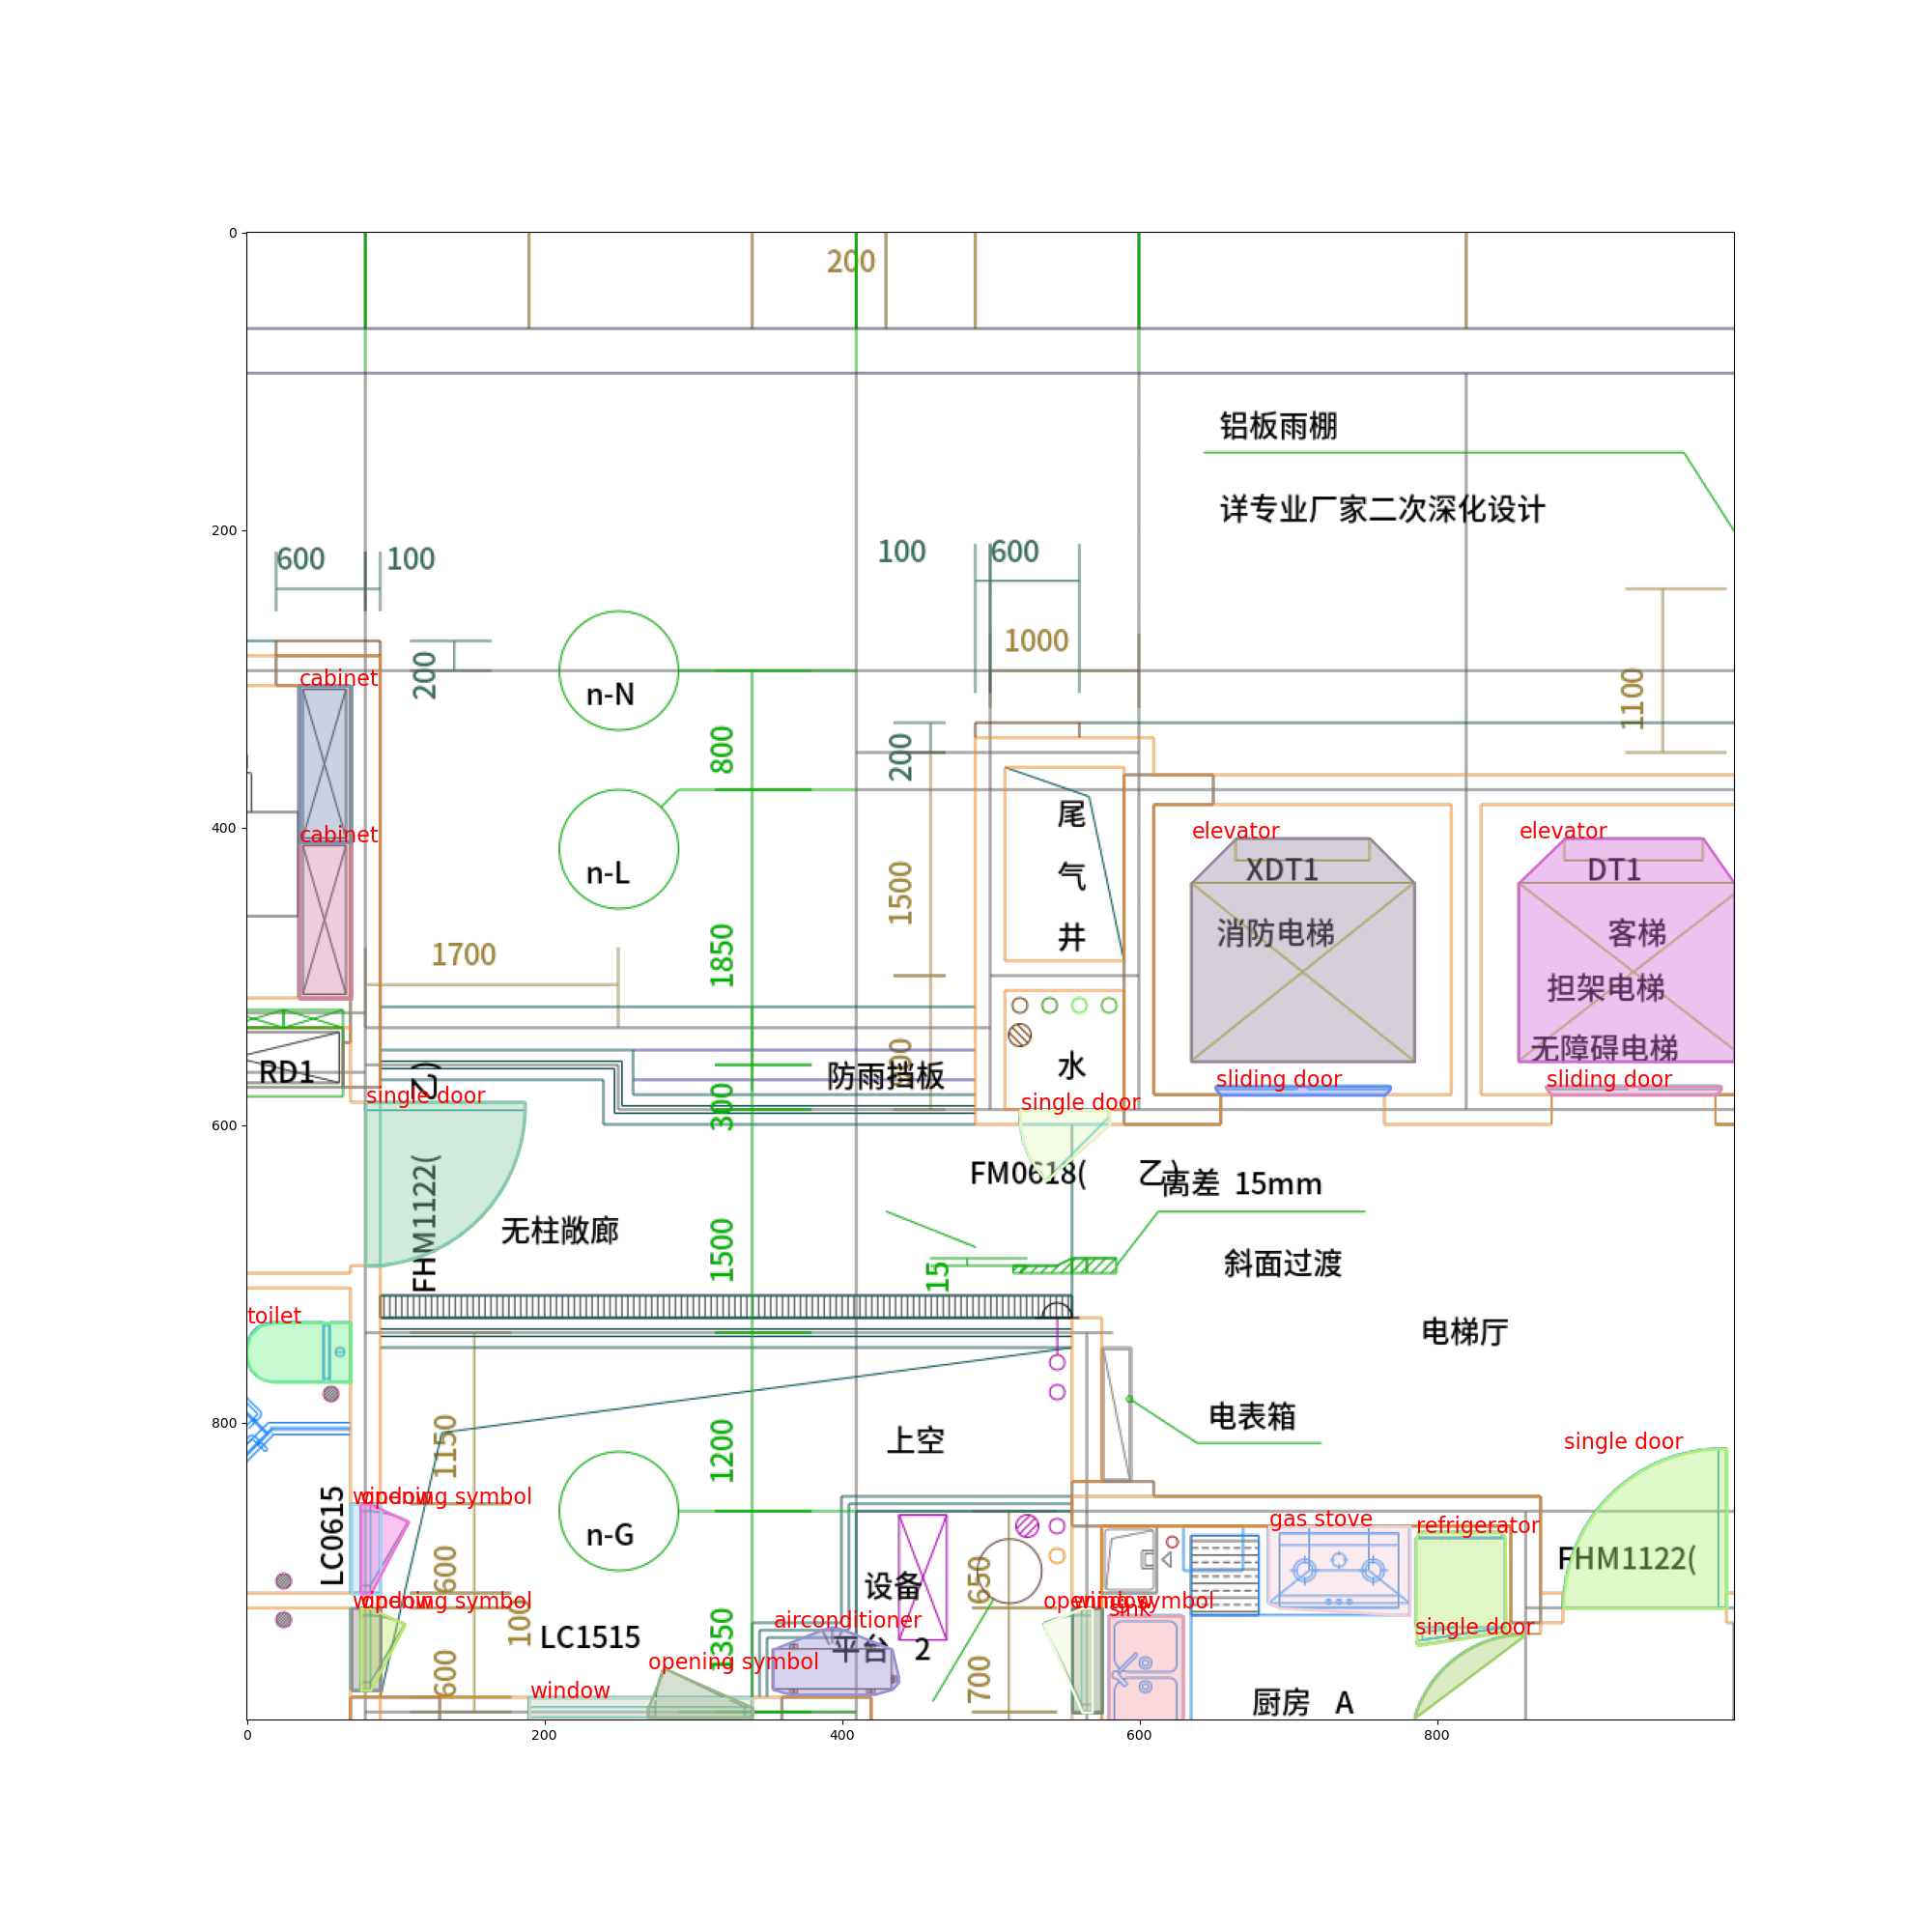 0
200
铝板雨棚
200
详专业厂家二次深化设计
600
100
100
600
1000
200
1100
cabinet
n-N
800
200
400
cabinet
n-L
尾
气
井
elevator
XDT1
消防电梯
elevator
DT1
客梯
担架电梯
无障碍电梯
1500
1700
1850
RD1
乙)
防雨挡板
水
single door
sliding door
sliding door
600
300
single door
FHM1122(
无柱敞廊
FM0618(
乙)
高差 15mm
1500
15
斜面过渡
toilet
电梯厅
800
1150
1200
上空
电表箱
single door
LC0615
window
opening symbol
n-G
gas stove
refrigerator
FHM1122(
600
设备
650
window
opening symbol
100
LC1515
1350
airconditioner
平台 2
opening symbol
window
sink
single door
600
opening symbol
window
700
厨房 A
0
200
400
600
800